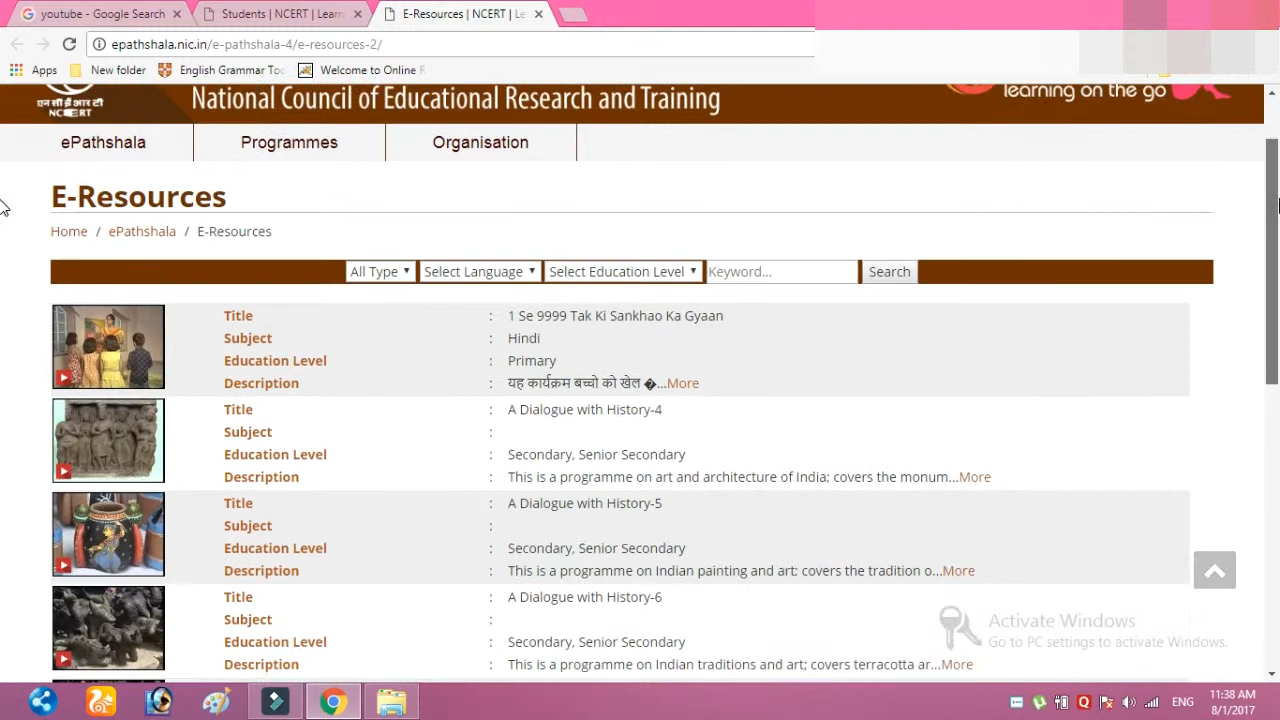 youtube - Google Search
Students | NCERT | Learn
E-Resources | NCERT | Le
epathshala.nic.in/e-pathshala-4/e-resources-2/
Apps New folder English Grammar Too Welcome to Online R
एन सी ई आर टी
NCERT
National Council of Educational Research and Training
learning on the go
ePathshala Programmes Organisation
E-Resources
Home / ePathshala / E-Resources
All Type Select Language Select Education Level Keyword... Search
Title : 1 Se 9999 Tak Ki Sankhao Ka Gyaan
Subject : Hindi
Education Level : Primary
Description : यह कार्यक्रम बच्चो को खेल �...More
Title : A Dialogue with History-4
Subject :
Education Level : Secondary, Senior Secondary
Description : This is a programme on art and architecture of India; covers the monum...More
Title : A Dialogue with History-5
Subject :
Education Level : Secondary, Senior Secondary
Description : This is a programme on Indian painting and art: covers the tradition o...More
Title : A Dialogue with History-6
Subject :
Education Level : Secondary, Senior Secondary
Description : This is a programme on Indian traditions and art; covers terracotta ar...More
Activate Windows
Go to PC settings to activate Windows.
ENG
11:38 AM
8/1/2017